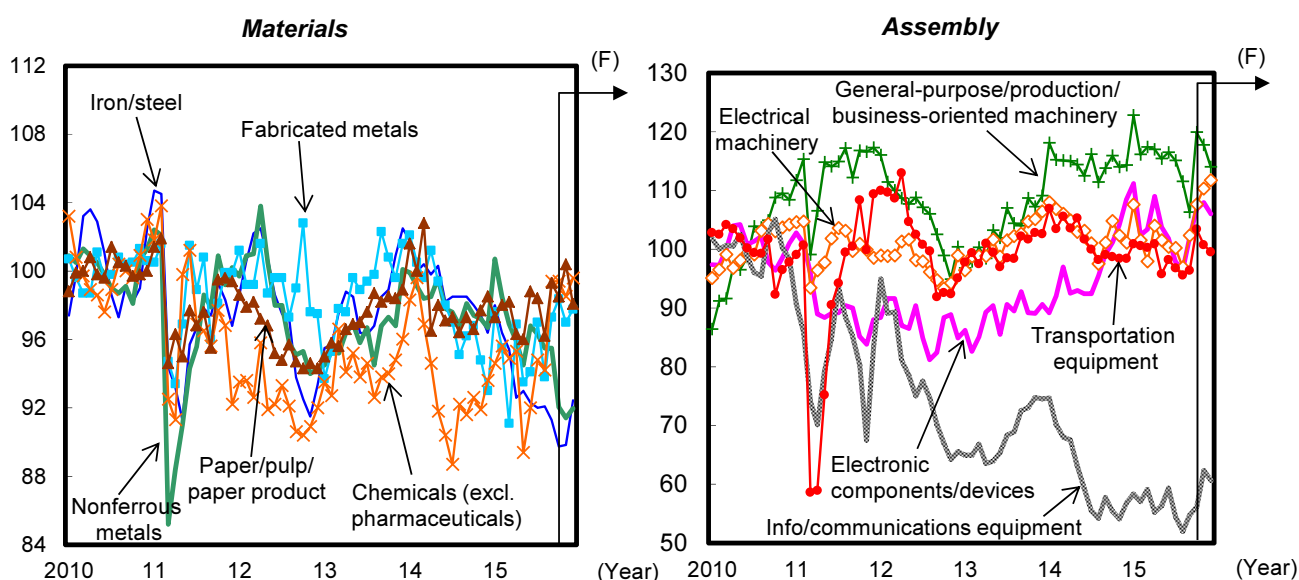 Materials
(F)
112
108
104
100
96
92
88
84
Iron/steel
Fabricated metals
Paper/pulp/
paper product
Nonferrous
metals
Chemicals (excl.
pharmaceuticals)
2010
11
12
13
14
15
(Year)
Assembly
(F)
130
120
110
100
90
80
70
60
50
General-purpose/production/
business-oriented machinery
Electrical
machinery
Transportation
equipment
Electronic
components/devices
Info/communications equipment
2010
11
12
13
14
15
(Year)